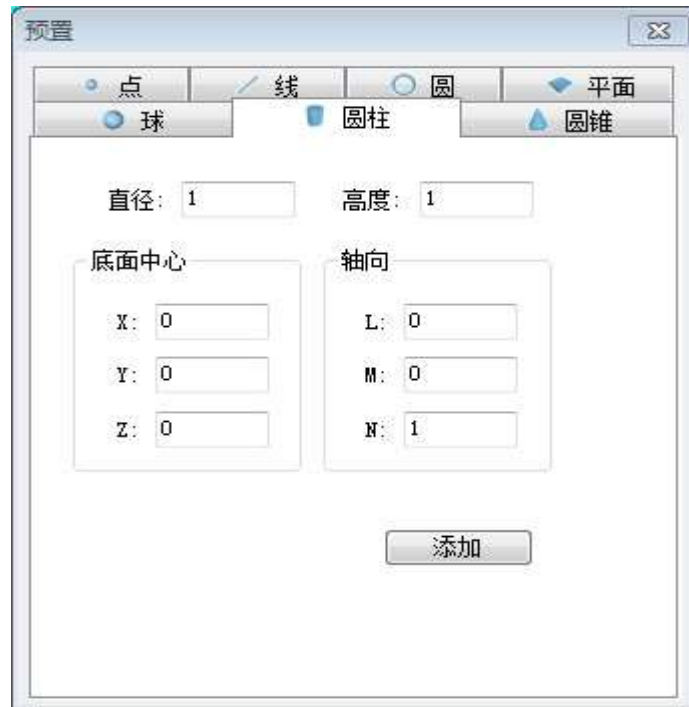 预置
点 线 圆 平面
球 圆柱 圆锥
直径: 1 高度: 1
底面中心 轴向
X: 0 L: 0
Y: 0 M: 0
Z: 0 N: 1
添加